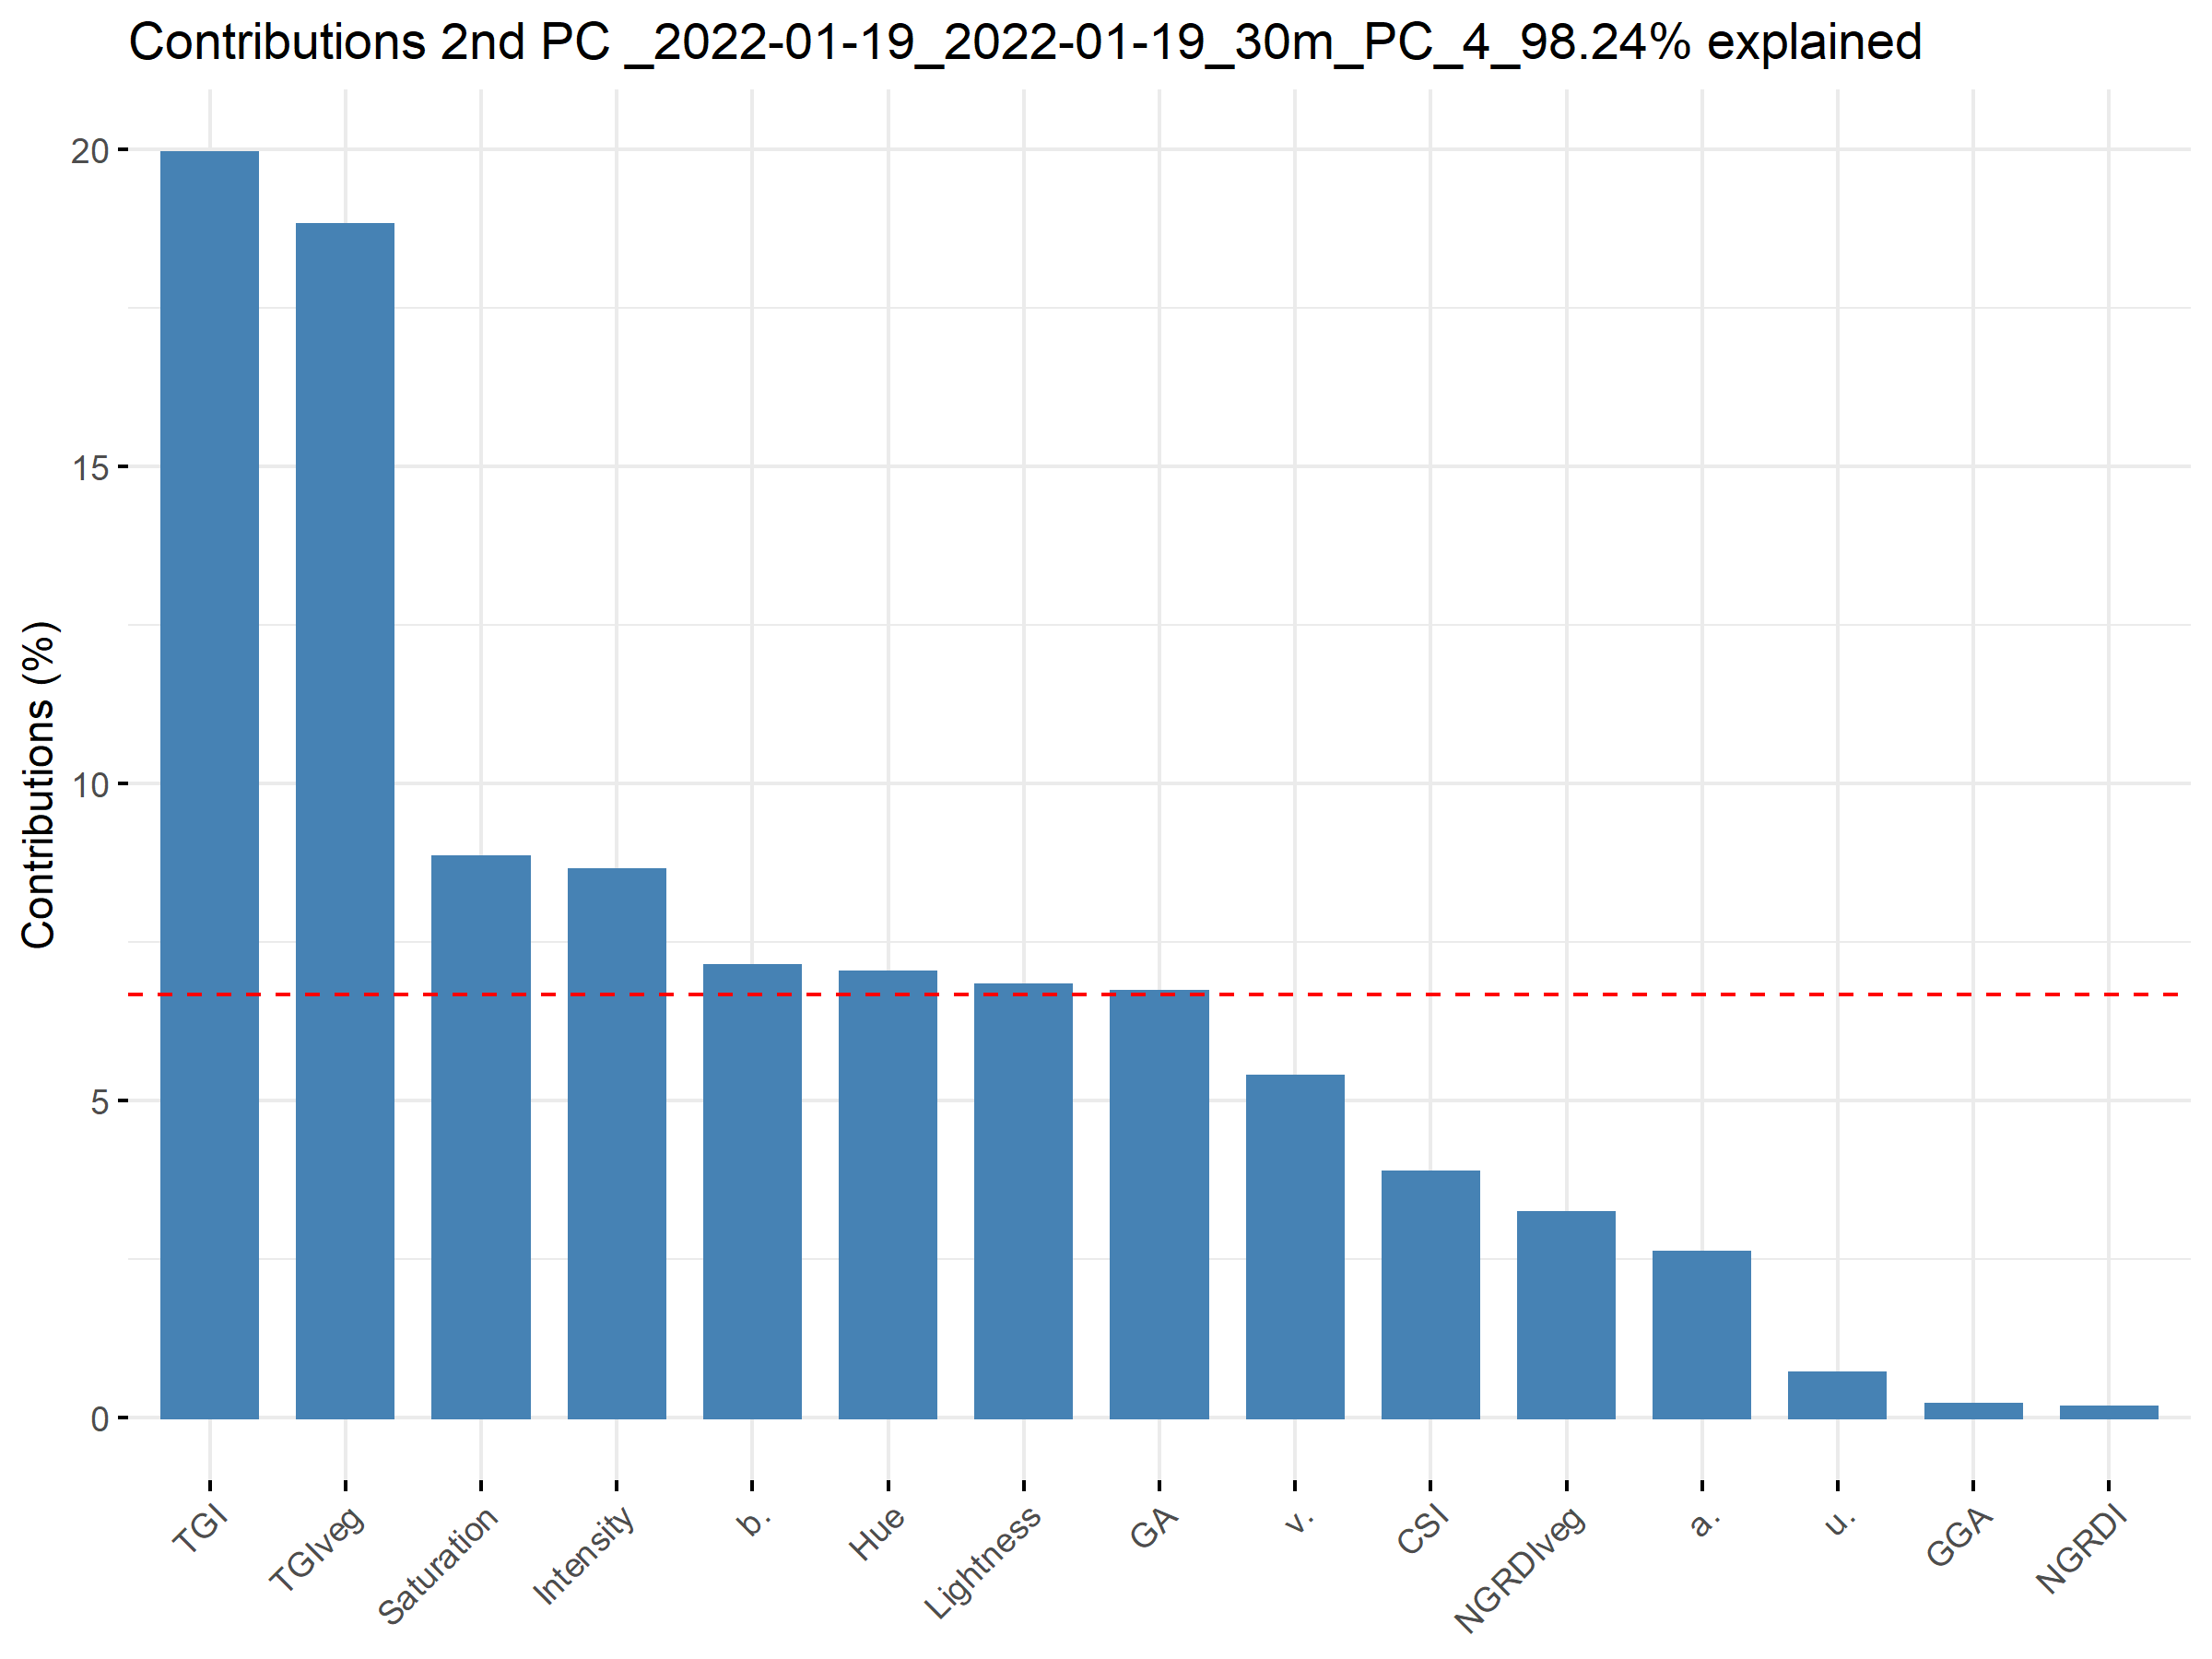 Contributions 2nd PC _2022-01-19_2022-01-19_30m_PC_4_98.24% explained
Contributions (%)
20
15
10
5
0
TGI
TGIveg
Saturation
Intensity
b.
Hue
Lightness
GA
v.
CSI
NGRDIveg
a.
u.
GGA
NGRDI